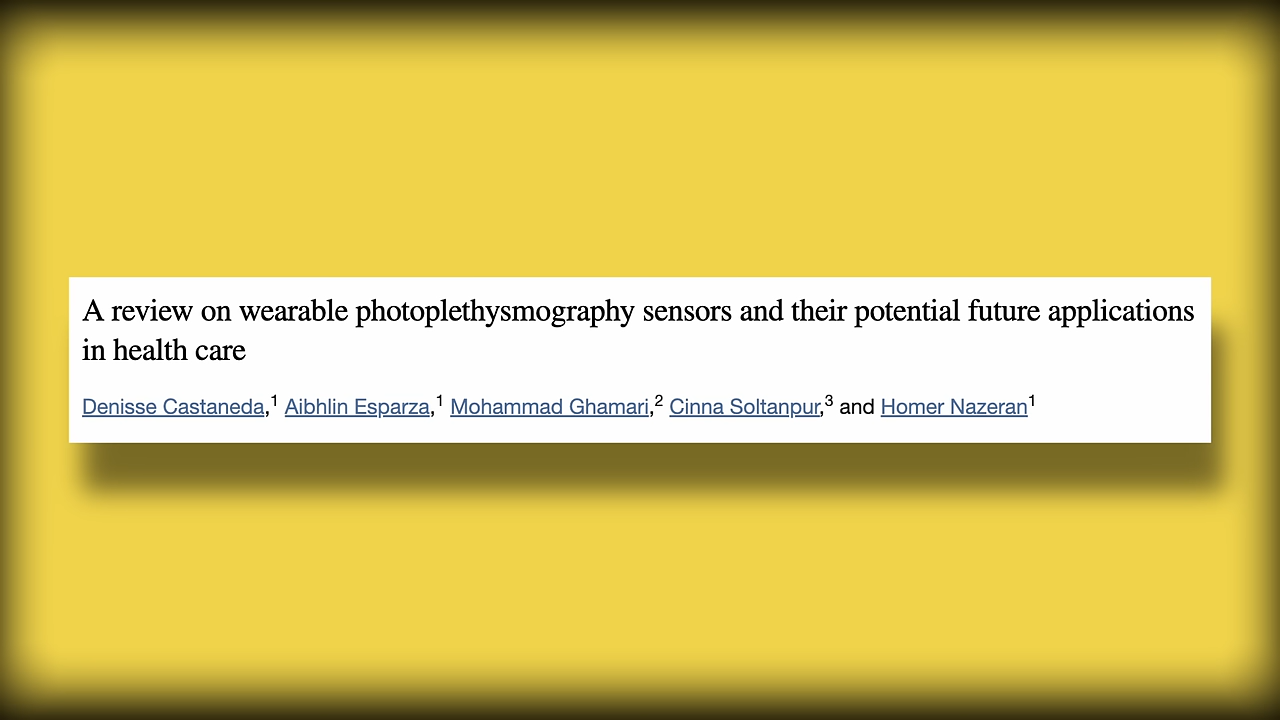 A review on wearable photoplethysmography sensors and their potential future applications
in health care
Denisse Castaneda,1 Aibhlin Esparza,1 Mohammad Ghamari,2 Cinna Soltanpur,3 and Homer Nazeran1